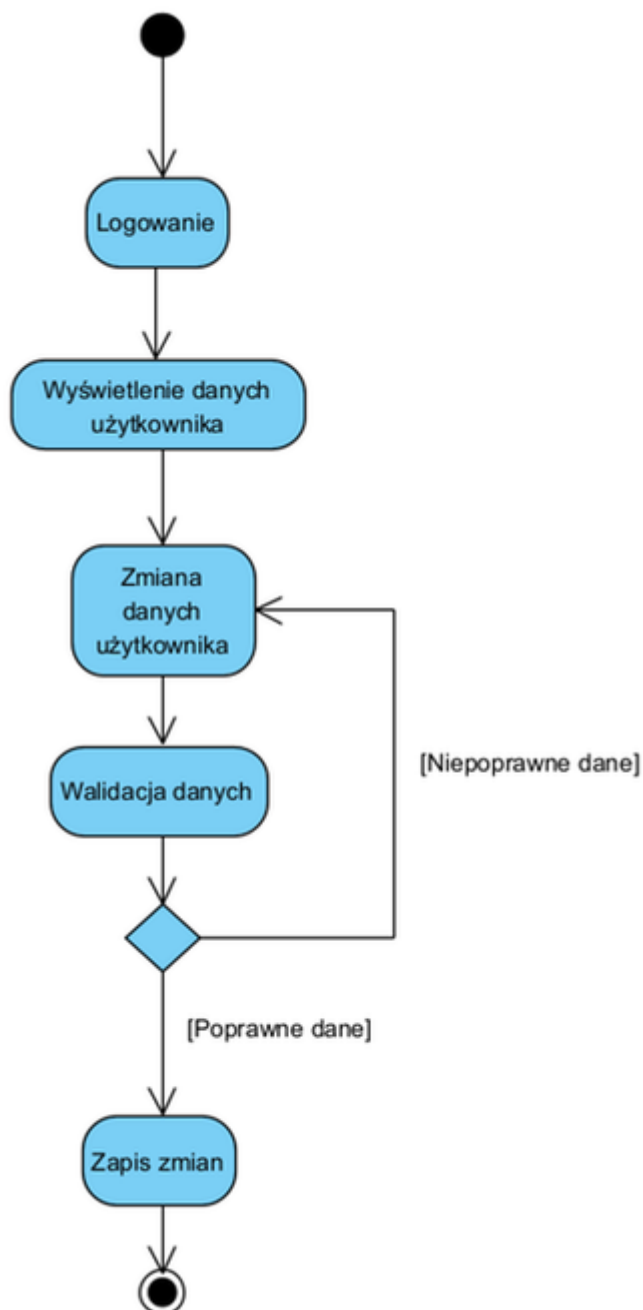 Logowanie
Wyświetlenie danych
użytkownika
Zmiana
danych
użytkownika
[Niepoprawne dane]
Walidacja danych
[Poprawne dane]
Zapis zmian